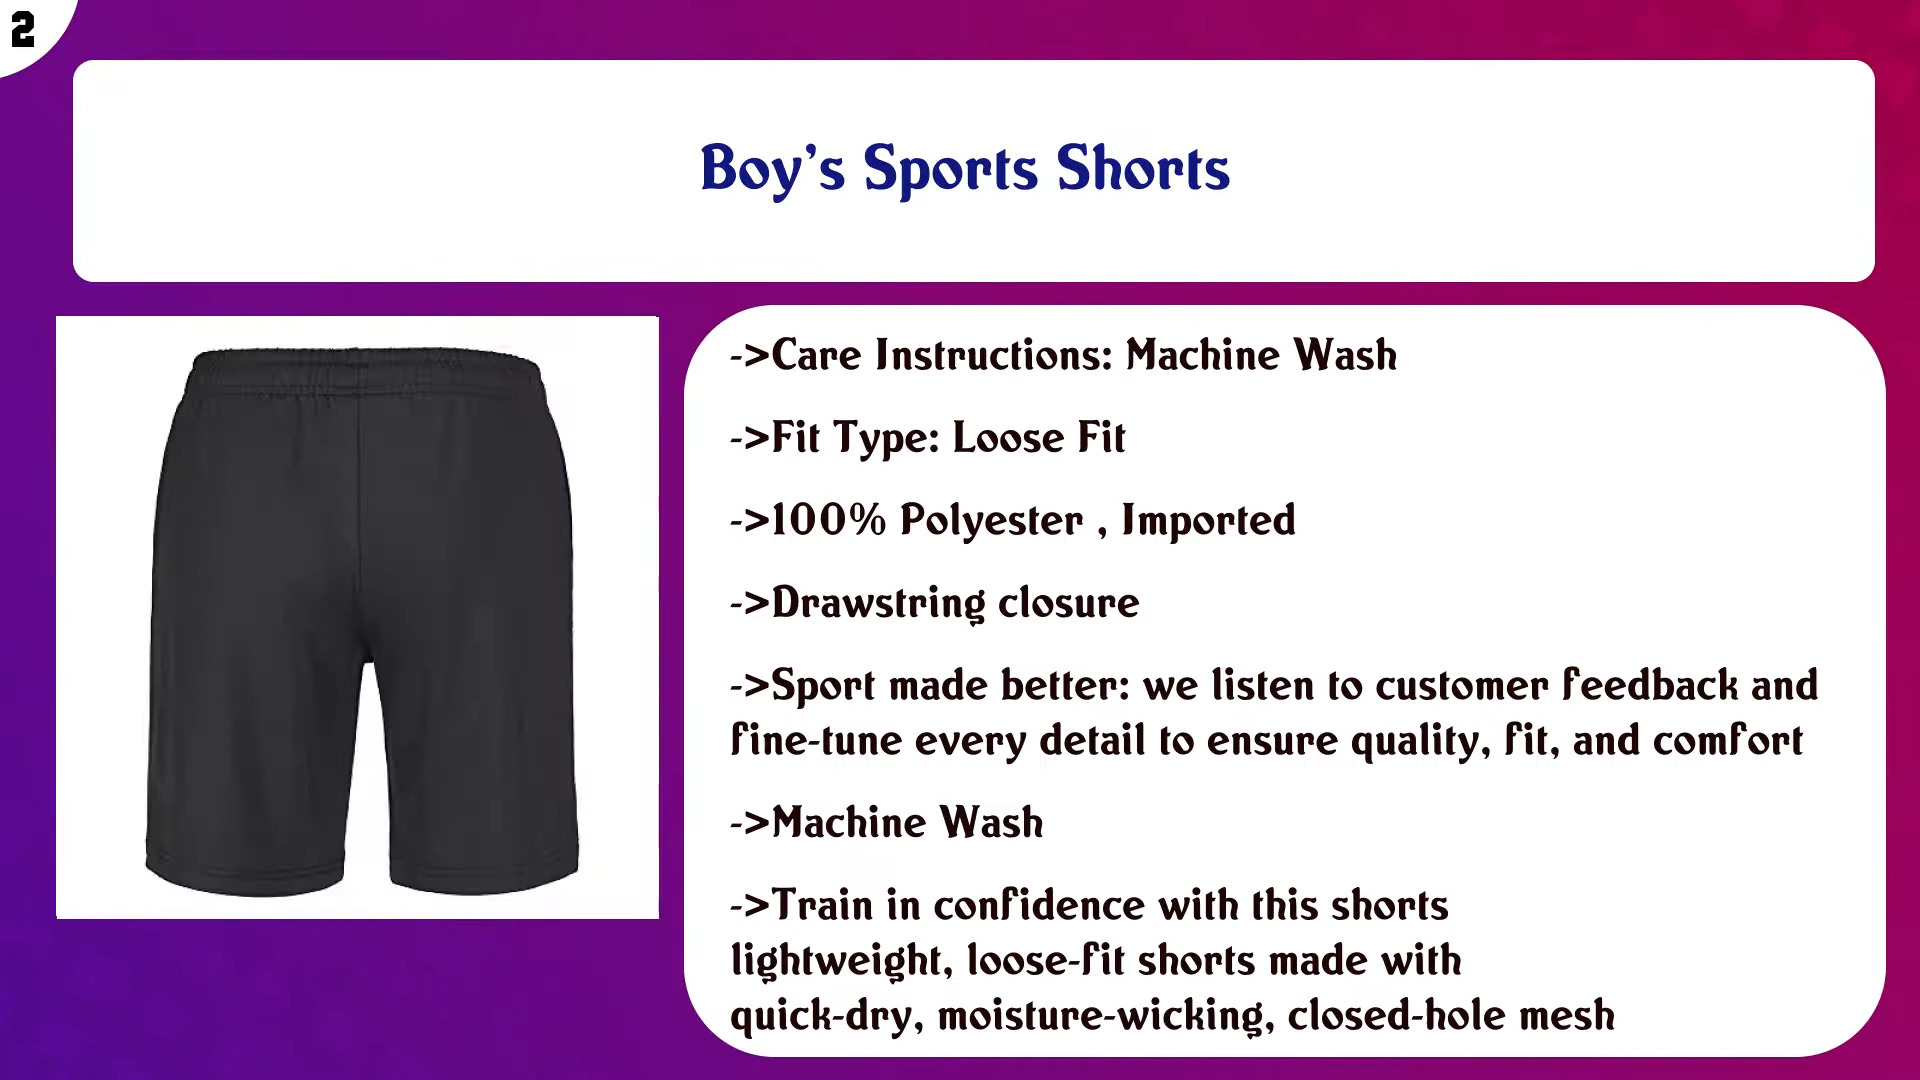 2
Boy's Sports Shorts
->Care Instructions: Machine Wash
->Fit Type: Loose Fit
->100% Polyester , Imported
->Drawstring closure
->Sport made better: we listen to customer feedback and
fine-tune every detail to ensure quality, fit, and comfort
->Machine Wash
->Train in confidence with this shorts
lightweight, loose-fit shorts made with
quick-dry, moisture-wicking, closed-hole mesh